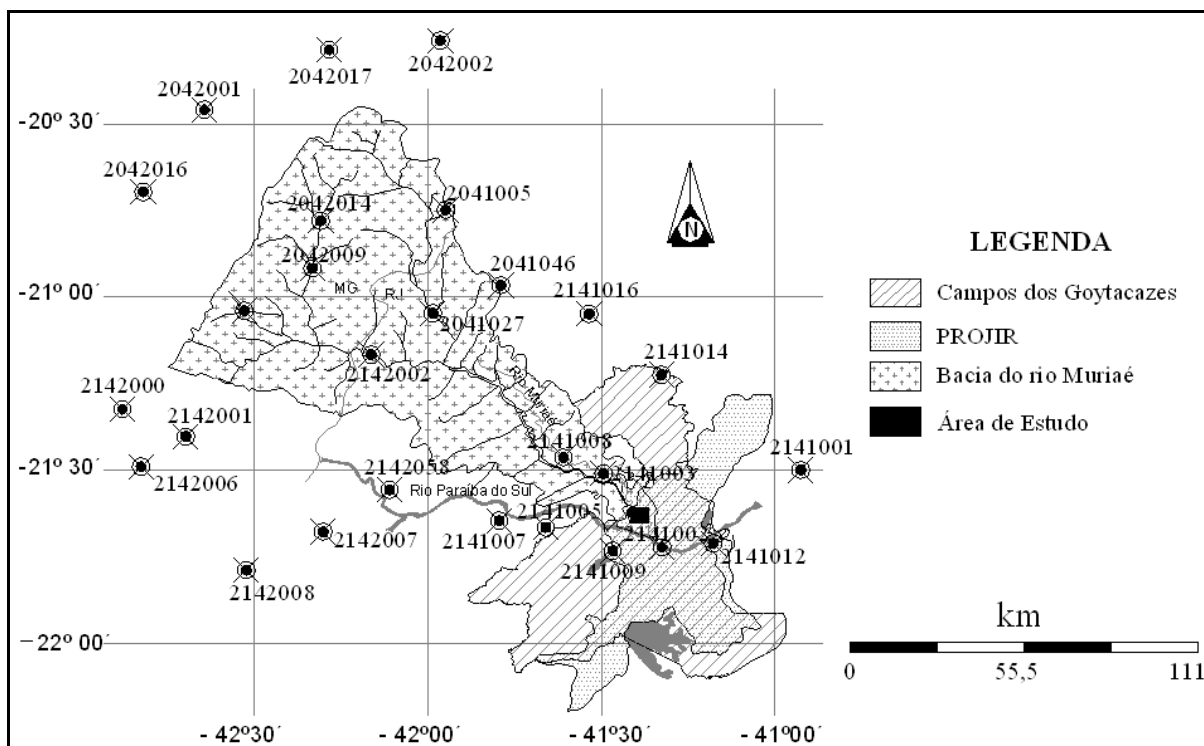 2042017
2042002
2042001
-20º 30´
2042016
2041005
2042014
N
LEGENDA
2042009
2041046
Campos dos Goytacazes
MG
RJ
2141016
-21º 00´
2041027
PROJIR
2142002
2141014
Bacia do rio Muriaé
2142000
Rio Muriaé
Área de Estudo
2142001
2141008
2141001
-21º 30´
2142006
2142058
2141003
Rio Paraíba do Sul
2141005
2142007
2141007
2141002
2141012
2141009
2142008
km
-22º 00´
0
55,5
111
- 42º30´
- 42º00´
- 41º30´
- 41º00´